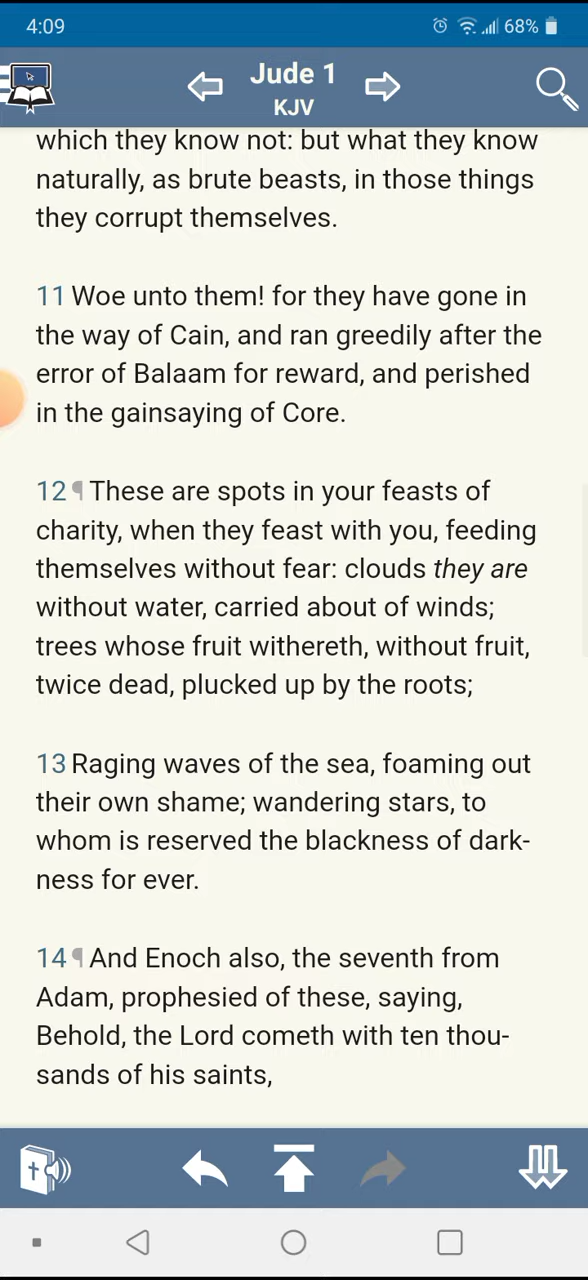 4:09 68%
Jude 1
KJV
which they know not: but what they know
naturally, as brute beasts, in those things
they corrupt themselves.
11 Woe unto them! for they have gone in
the way of Cain, and ran greedily after the
error of Balaam for reward, and perished
in the gainsaying of Core.
12 ¶ These are spots in your feasts of
charity, when they feast with you, feeding
themselves without fear: clouds they are
without water, carried about of winds;
trees whose fruit withereth, without fruit,
twice dead, plucked up by the roots;
13 Raging waves of the sea, foaming out
their own shame; wandering stars, to
whom is reserved the blackness of dark-
ness for ever.
14 ¶ And Enoch also, the seventh from
Adam, prophesied of these, saying,
Behold, the Lord cometh with ten thou-
sands of his saints,